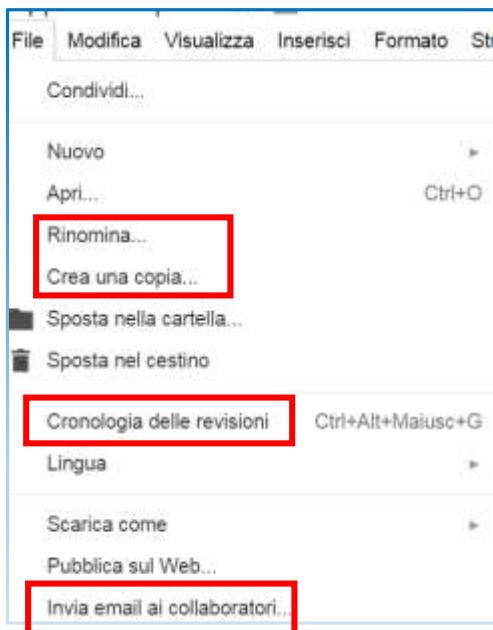 File Modifica Visualizza Inserisci Formato
Condividi...
Nuovo
Apri... Ctrl+O
Rinomina...
Crea una copia...
Sposta nella cartella...
Sposta nel cestino
Cronologia delle revisioni Ctrl+Alt+Maiusc+G
Lingua
Scarica come
Pubblica sul Web...
Invia email ai collaboratori...